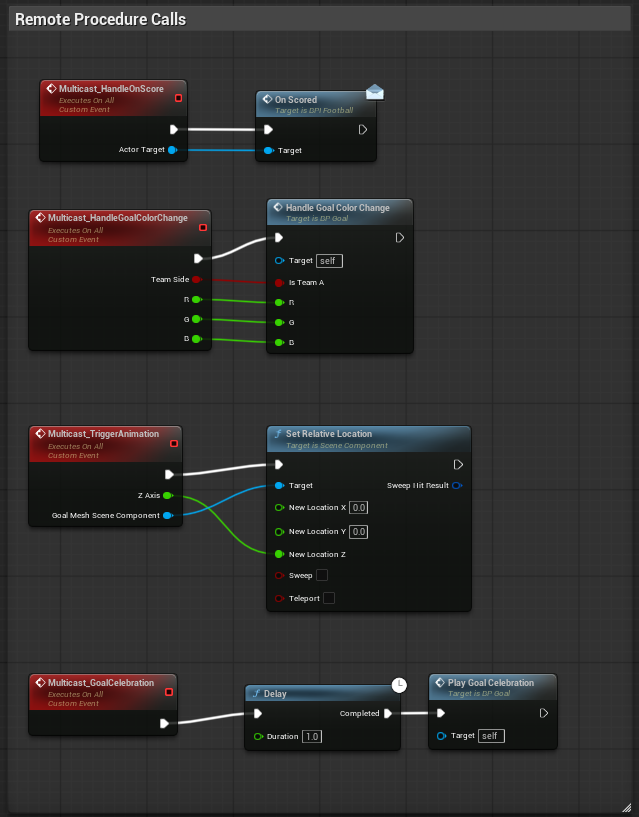 Remote Procedure Calls
Multicast_HandleOnScore
Executes On All
Custom Event
Actor Target
On Scored
Target is BPI Football
Target
Multicast_HandleGoalColorChange
Executes On All
Custom Event
Team Side
R
G
B
Handle Goal Color Change
Target is BP Goal
Target self
Is Team A
R
G
B
Multicast_TriggerAnimation
Executes On All
Custom Event
Z Axis
Goal Mesh Scene Component
Set Relative Location
Target is Scene Component
Target Sweep Hit Result
New Location X 0.0
New Location Y 0.0
New Location Z
Sweep
Teleport
Multicast_GoalCelebration
Executes On All
Custom Event
Delay
Completed
Duration 1.0
Play Goal Celebration
Target is BP Goal
Target self